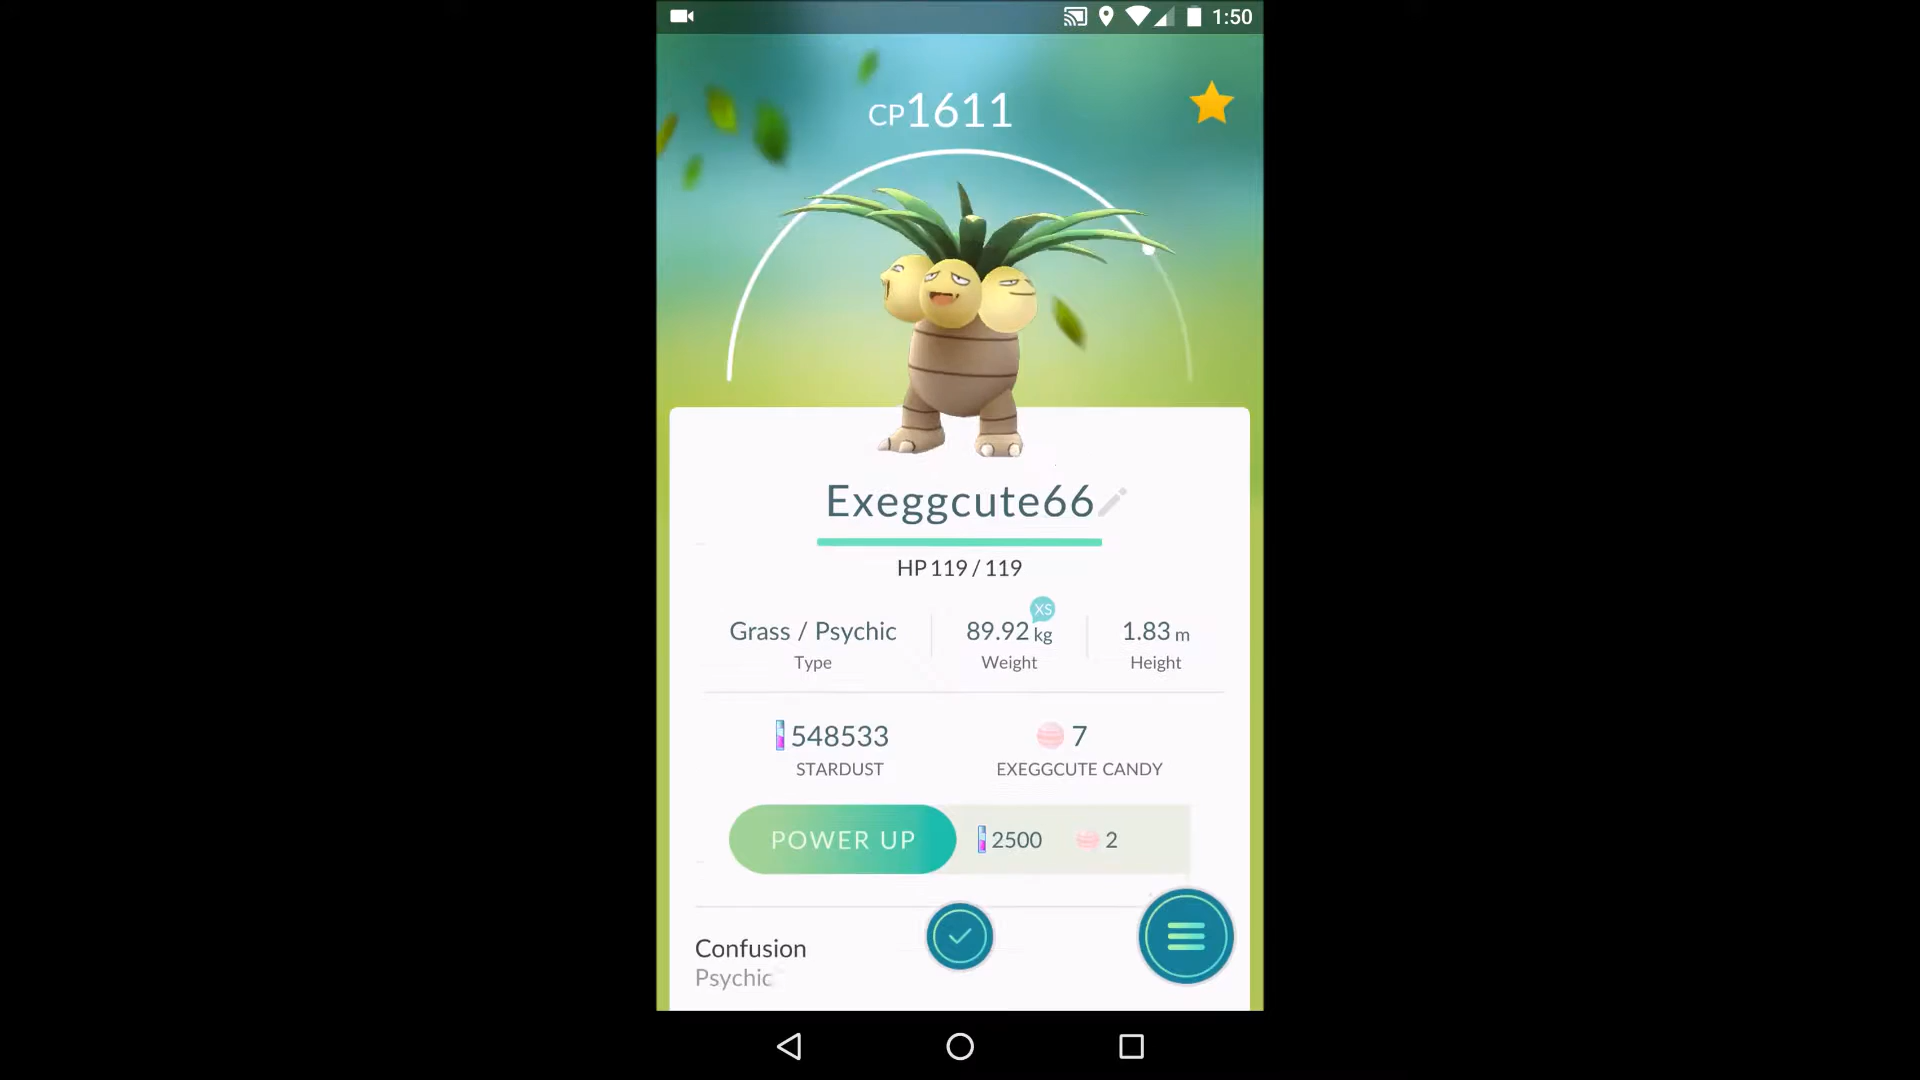 1:50
CP1611
Exeggcute66
HP 119 / 119
XS
Grass / Psychic 89.92 kg 1.83 m
Type Weight Height
548533 7
STARDUST EXEGGCUTE CANDY
POWER UP 2500 2
Confusion
Psychic